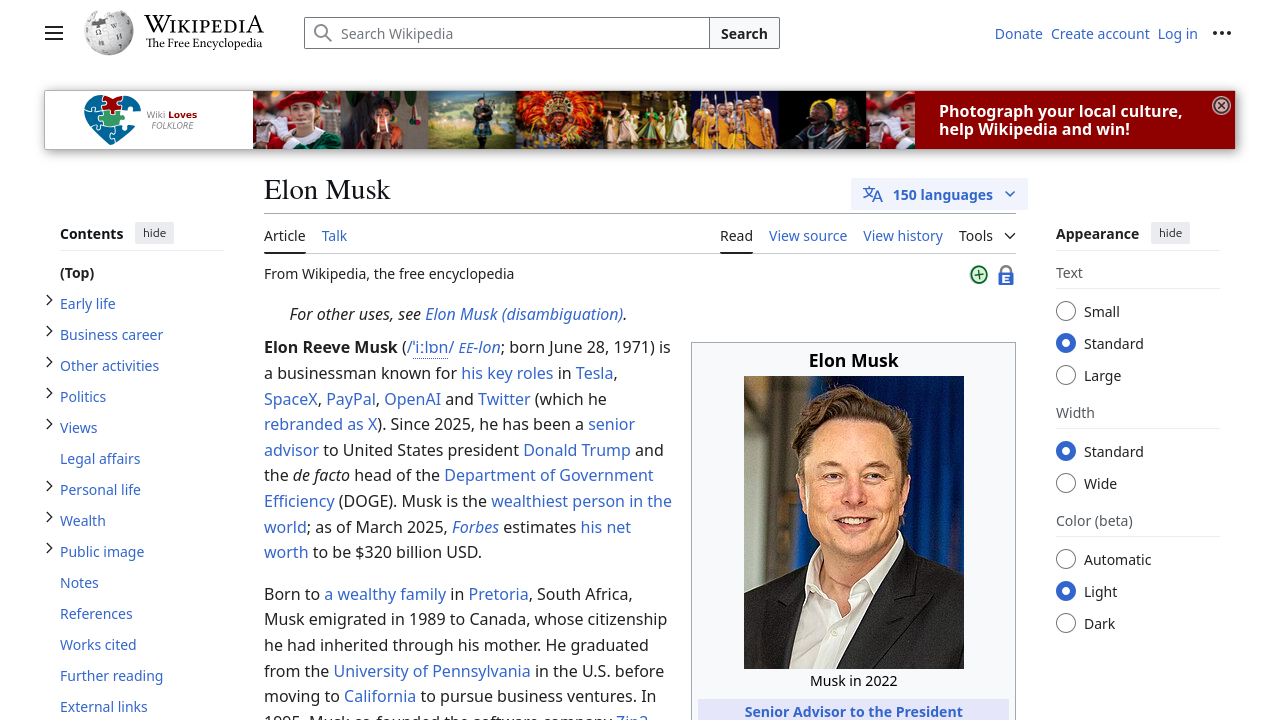 WIKIPEDIA
The Free Encyclopedia
Search Wikipedia
Search
Donate
Create account
Log in
Wiki Loves
FOLKLORE
Photograph your local culture,
help Wikipedia and win!
Elon Musk
150 languages
Contents
hide
(Top)
Early life
Business career
Other activities
Politics
Views
Legal affairs
Personal life
Wealth
Public image
Notes
References
Works cited
Further reading
External links
Article
Talk
Read
View source
View history
Tools
From Wikipedia, the free encyclopedia
E
For other uses, see Elon Musk (disambiguation).
Elon Reeve Musk (/ˈiːlɒn/ EE-lon; born June 28, 1971) is
a businessman known for his key roles in Tesla,
SpaceX, PayPal, OpenAI and Twitter (which he
rebranded as X). Since 2025, he has been a senior
advisor to United States president Donald Trump and
the de facto head of the Department of Government
Efficiency (DOGE). Musk is the wealthiest person in the
world; as of March 2025, Forbes estimates his net
worth to be $320 billion USD.
Born to a wealthy family in Pretoria, South Africa,
Musk emigrated in 1989 to Canada, whose citizenship
he had inherited through his mother. He graduated
from the University of Pennsylvania in the U.S. before
moving to California to pursue business ventures. In
1995, Musk co-founded the software company Zip2.
Elon Musk
Musk in 2022
Senior Advisor to the President
Appearance
hide
Text
Small
Standard
Large
Width
Standard
Wide
Color (beta)
Automatic
Light
Dark